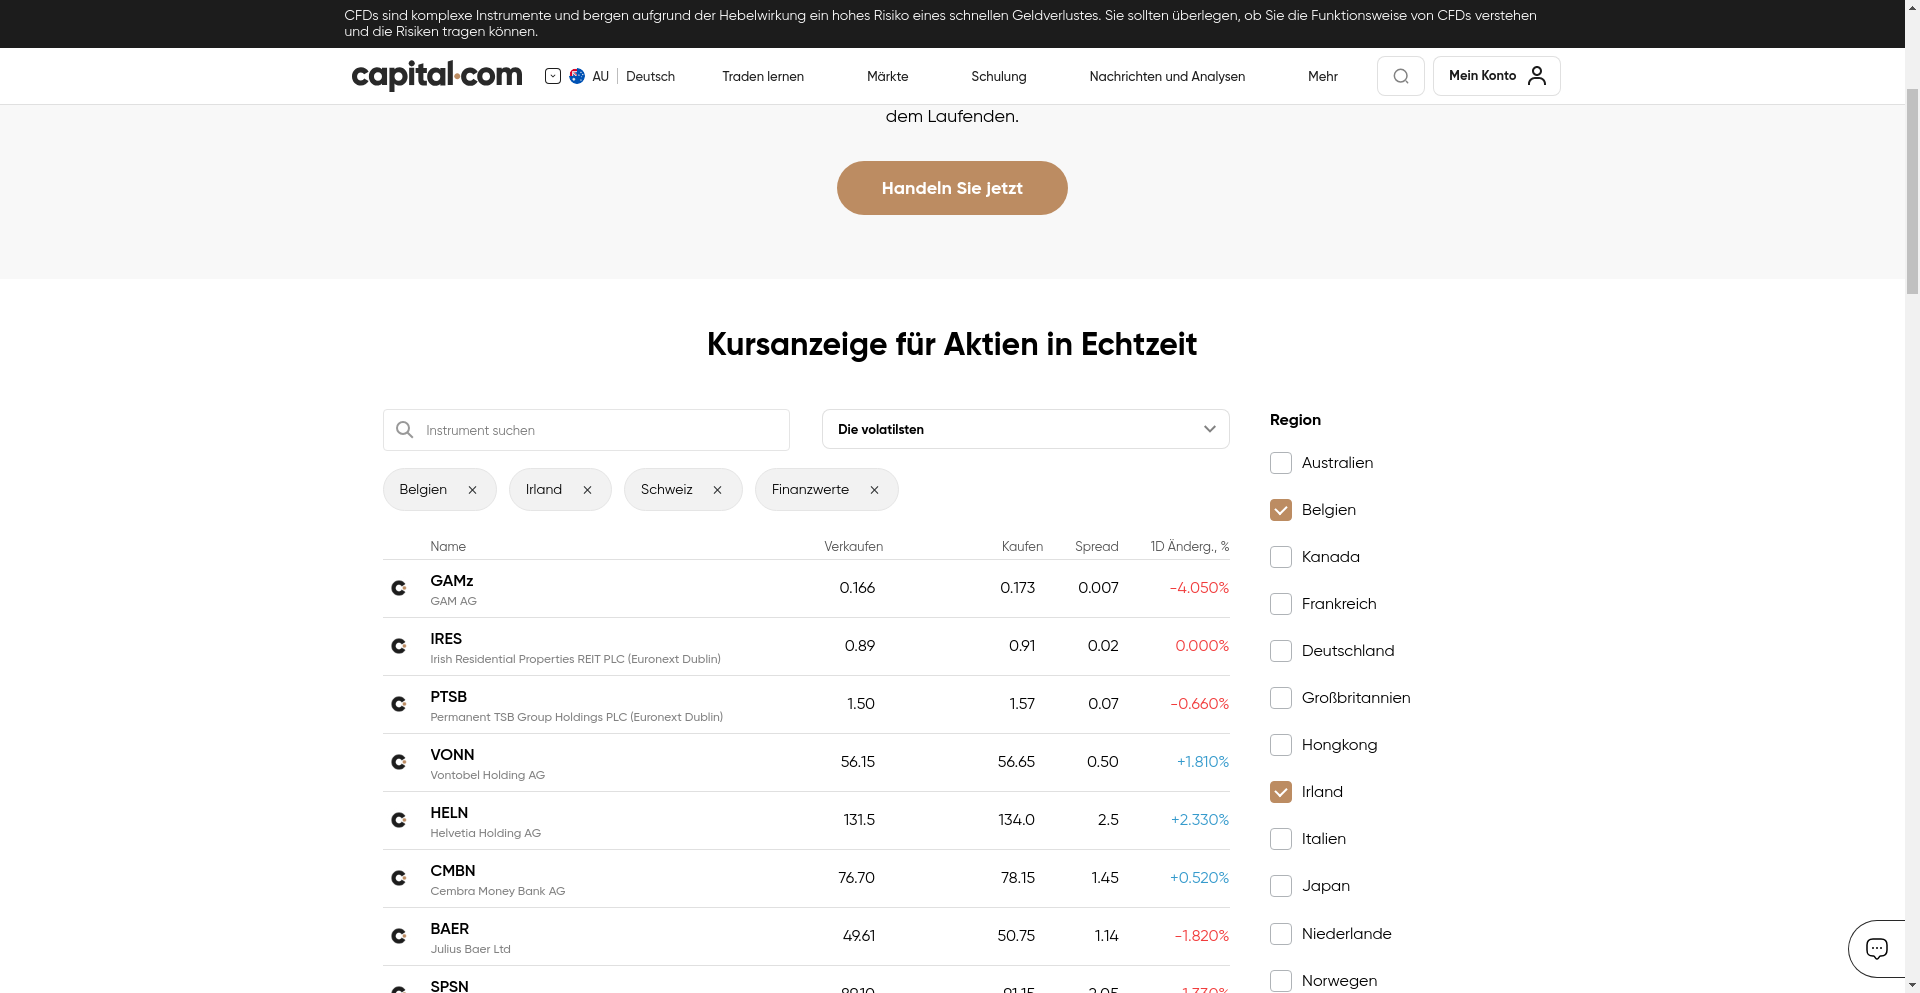 CFDs sind komplexe Instrumente und bergen aufgrund der Hebelwirkung ein hohes Risiko eines schnellen Geldverlustes. Sie sollten überlegen, ob Sie die Funktionsweise von CFDs verstehen
und die Risiken tragen können.
capital.com AU Deutsch Traden lernen Märkte Schulung Nachrichten und Analysen Mehr Mein Konto
dem Laufenden.
Handeln Sie jetzt
Kursanzeige für Aktien in Echtzeit
Instrument suchen
Die volatilsten
Belgien Irland Schweiz Finanzwerte
Name Verkaufen Kaufen Spread 1D Änderg., %
GAMz 0.166 0.173 0.007 -4.050%
GAM AG
IRES 0.89 0.91 0.02 0.000%
Irish Residential Properties REIT PLC (Euronext Dublin)
PTSB 1.50 1.57 0.07 -0.660%
Permanent TSB Group Holdings PLC (Euronext Dublin)
VONN 56.15 56.65 0.50 +1.810%
Vontobel Holding AG
HELN 131.5 134.0 2.5 +2.330%
Helvetia Holding AG
CMBN 76.70 78.15 1.45 +0.520%
Cembra Money Bank AG
BAER 49.61 50.75 1.14 -1.820%
Julius Baer Ltd
SPSN 89.10 91.15 2.05 -1.330%
Region
Australien
Belgien
Kanada
Frankreich
Deutschland
Großbritannien
Hongkong
Irland
Italien
Japan
Niederlande
Norwegen